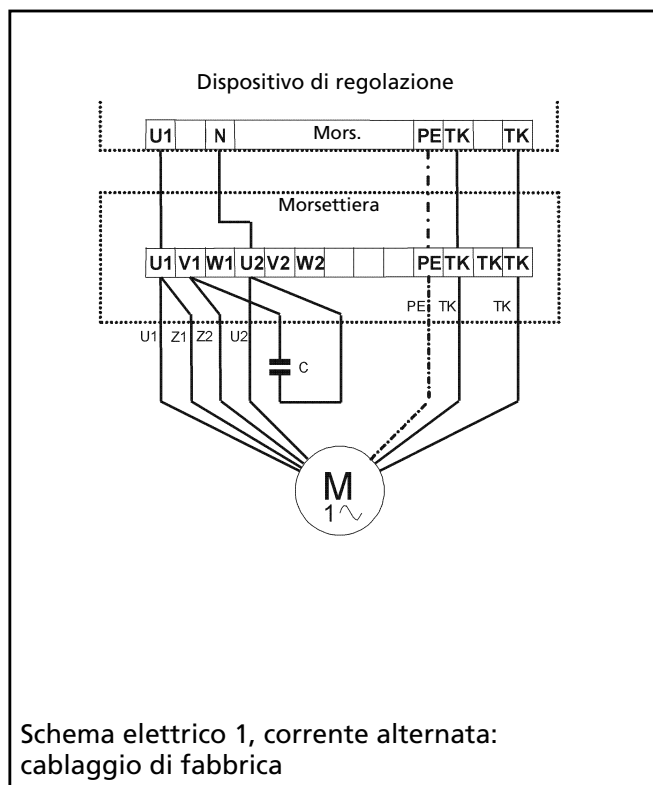 Dispositivo di regolazione
U1 N Mors. PE TK TK
Morsettiera
U1 V1 W1 U2 V2 W2 PE TK TK TK
PE TK TK
U1 Z1 Z2 U2
C
M
1
Schema elettrico 1, corrente alternata:
cablaggio di fabbrica